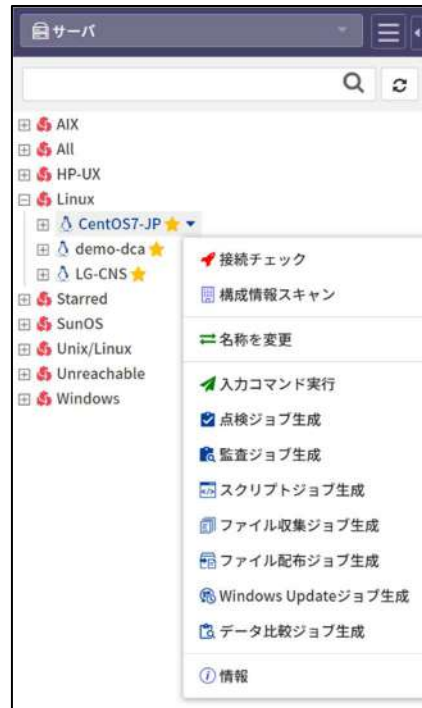 サーバ
AIX
All
HP-UX
Linux
CentOS7-JP
demo-dca
LG-CNS
Starred
SunOS
Unix/Linux
Unreachable
Windows
接続チェック
構成情報スキャン
名称を変更
入力コマンド実行
点検ジョブ生成
監査ジョブ生成
スクリプトジョブ生成
ファイル収集ジョブ生成
ファイル配布ジョブ生成
Windows Updateジョブ生成
データ比較ジョブ生成
情報